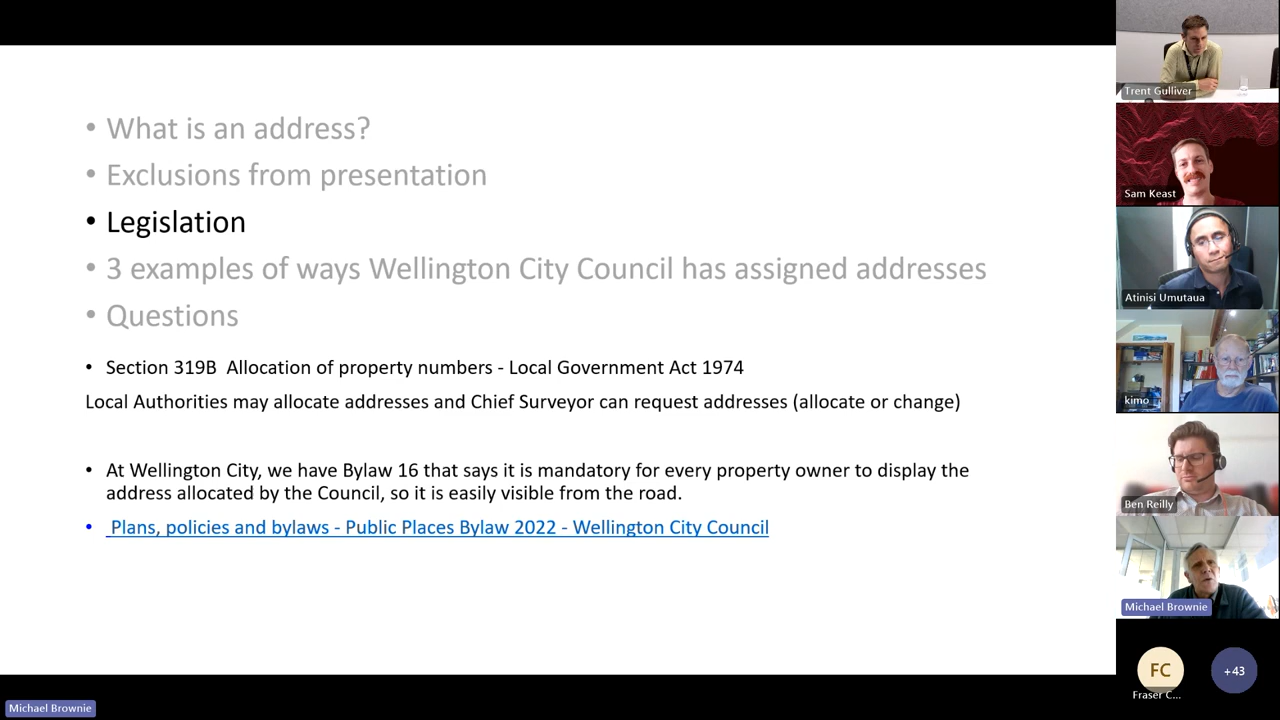 • What is an address?
• Exclusions from presentation
• Legislation
• 3 examples of ways Wellington City Council has assigned addresses
• Questions
• Section 319B  Allocation of property numbers - Local Government Act 1974
Local Authorities may allocate addresses and Chief Surveyor can request addresses (allocate or change)
• At Wellington City, we have Bylaw 16 that says it is mandatory for every property owner to display the
address allocated by the Council, so it is easily visible from the road.
• Plans, policies and bylaws - Public Places Bylaw 2022 - Wellington City Council
Trent Gulliver
Sam Keast
Atinisi Umutaua
kimo
Ben Reilly
Michael Brownie
FC
Fraser C...
+43
Michael Brownie